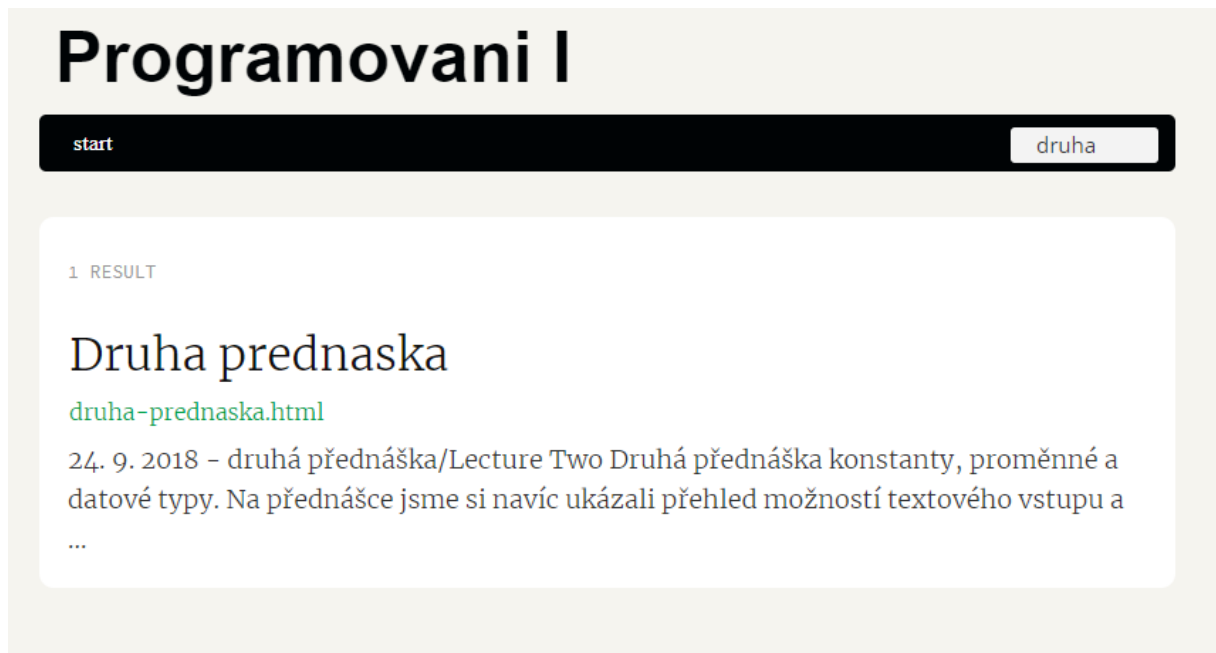 Programovani I
start
druha
1 RESULT
Druha prednaska
druha-prednaska.html
24. 9. 2018 - druhá přednáška/Lecture Two Druhá přednáška konstanty, proměnné a
datové typy. Na přednášce jsme si navíc ukázali přehled možností textového vstupu a
...